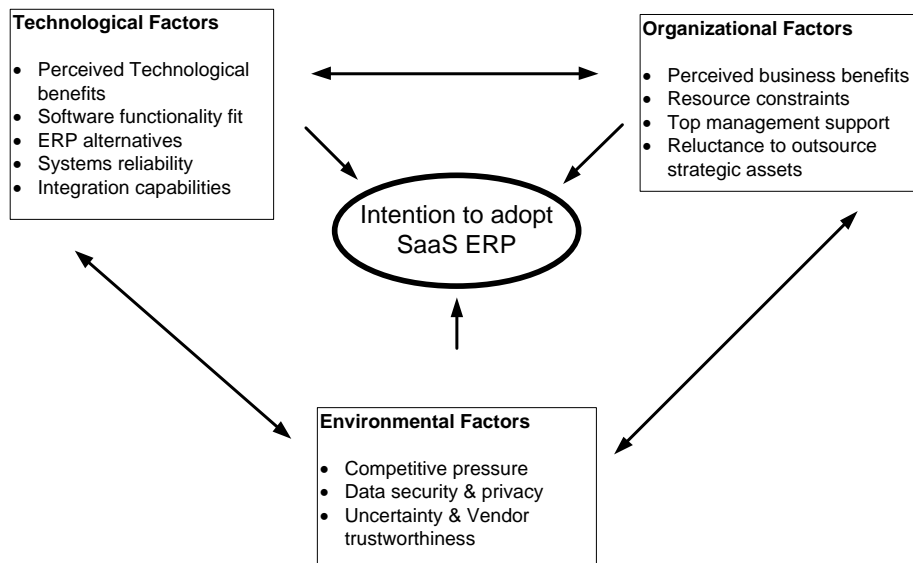 Technological Factors
• Perceived Technological
benefits
• Software functionality fit
• ERP alternatives
• Systems reliability
• Integration capabilities
Organizational Factors
• Perceived business benefits
• Resource constraints
• Top management support
• Reluctance to outsource
strategic assets
Intention to adopt
SaaS ERP
Environmental Factors
• Competitive pressure
• Data security & privacy
• Uncertainty & Vendor
trustworthiness